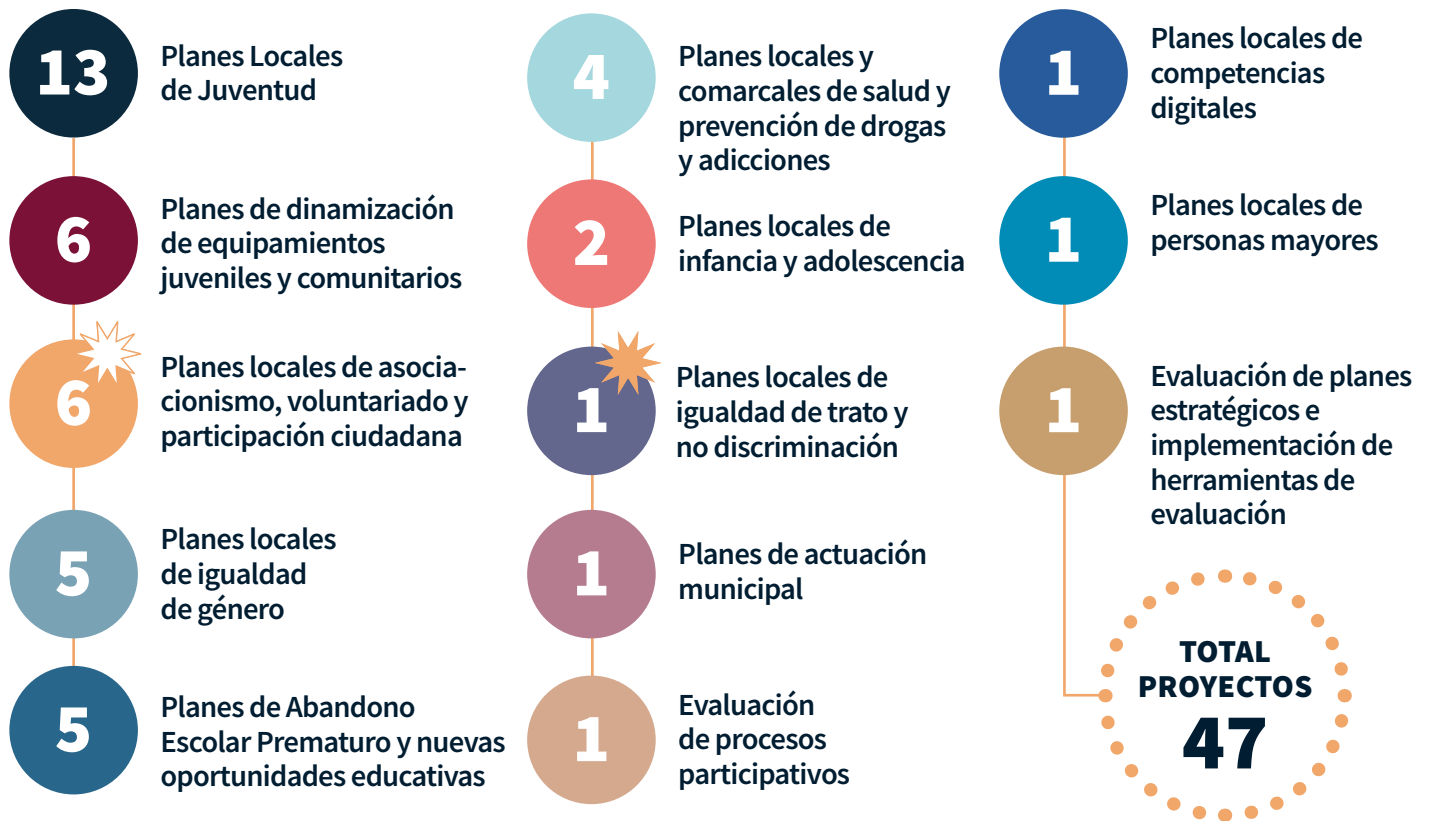 13
Planes Locales
de Juventud
6
Planes de dinamización
de equipamientos
juveniles y comunitarios
6
Planes locales de asocia-
cionismo, voluntariado y
participación ciudadana
5
Planes locales
de igualdad
de género
5
Planes de Abandono
Escolar Prematuro y nuevas
oportunidades educativas
4
Planes locales y
comarcales de salud y
prevención de drogas
y adicciones
2
Planes locales de
infancia y adolescencia
1
Planes locales de
igualdad de trato y
no discriminación
1
Planes de actuación
municipal
1
Evaluación
de procesos
participativos
1
Planes locales de
competencias
digitales
1
Planes locales de
personas mayores
1
Evaluación de planes
estratégicos e
implementación de
herramientas de
evaluación
TOTAL
PROYECTOS
47